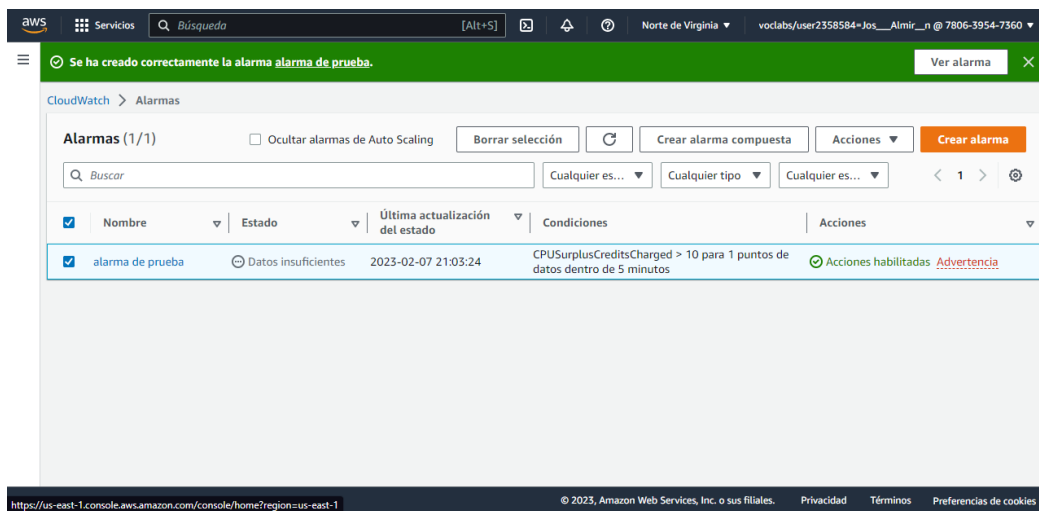 aws
Servicios
Búsqueda
[Alt+S]
Norte de Virginia
voclabs/user2358584=Jos___Almir__n @ 7806-3954-7360
Se ha creado correctamente la alarma alarma de prueba.
Ver alarma
CloudWatch > Alarmas
Alarmas (1/1)
Ocultar alarmas de Auto Scaling
Borrar selección
Crear alarma compuesta
Acciones
Crear alarma
Buscar
Cualquier es...
Cualquier tipo
Cualquier es...
1
Nombre
Estado
Última actualización
del estado
Condiciones
Acciones
alarma de prueba
Datos insuficientes
2023-02-07 21:03:24
CPUSurplusCreditsCharged > 10 para 1 puntos de
datos dentro de 5 minutos
Acciones habilitadas Advertencia
https://us-east-1.console.aws.amazon.com/console/home?region=us-east-1
© 2023, Amazon Web Services, Inc. o sus filiales.
Privacidad
Términos
Preferencias de cookies